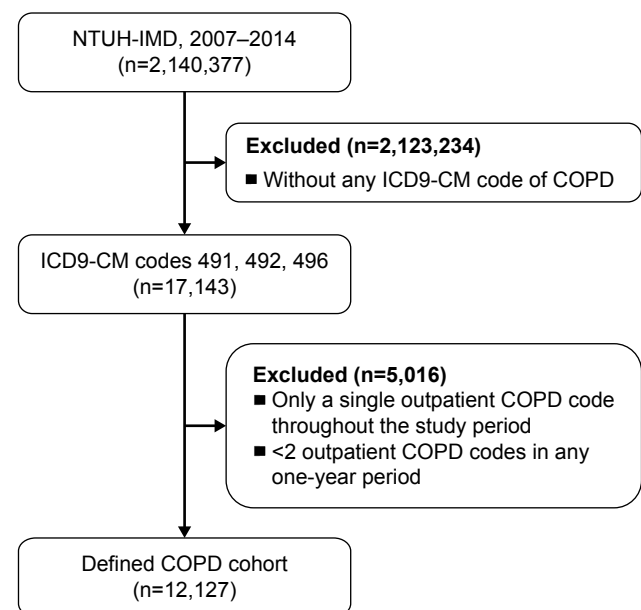 NTUH-IMD, 2007–2014
(n=2,140,377)
Excluded (n=2,123,234)
■ Without any ICD9-CM code of COPD
ICD9-CM codes 491, 492, 496
(n=17,143)
Excluded (n=5,016)
■ Only a single outpatient COPD code
throughout the study period
■ <2 outpatient COPD codes in any
one-year period
Defined COPD cohort
(n=12,127)